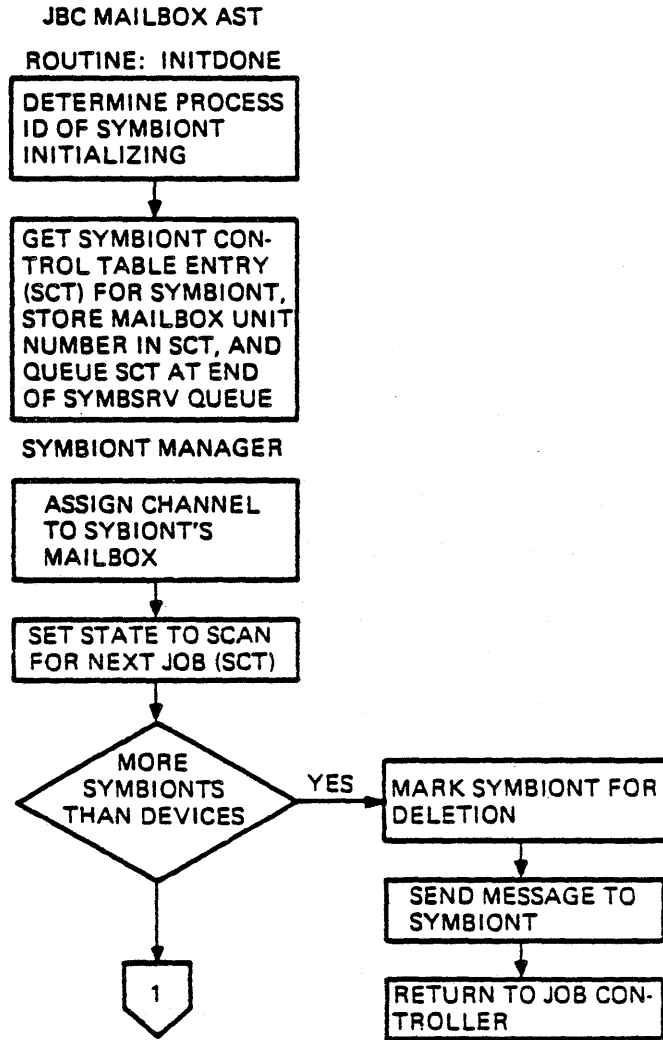 JBC MAILBOX AST
ROUTINE: INITDONE
DETERMINE PROCESS
ID OF SYMBIONT
INITIALIZING
GET SYMBIONT CON-
TROL TABLE ENTRY
(SCT) FOR SYMBIONT,
STORE MAILBOX UNIT
NUMBER IN SCT, AND
QUEUE SCT AT END
OF SYMBSRV QUEUE
SYMBIONT MANAGER
ASSIGN CHANNEL
TO SYBIONT'S
MAILBOX
SET STATE TO SCAN
FOR NEXT JOB (SCT)
MORE
SYMBIONTS
THAN DEVICES
YES
MARK SYMBIONT FOR
DELETION
SEND MESSAGE TO
SYMBIONT
RETURN TO JOB CON-
TROLLER
1